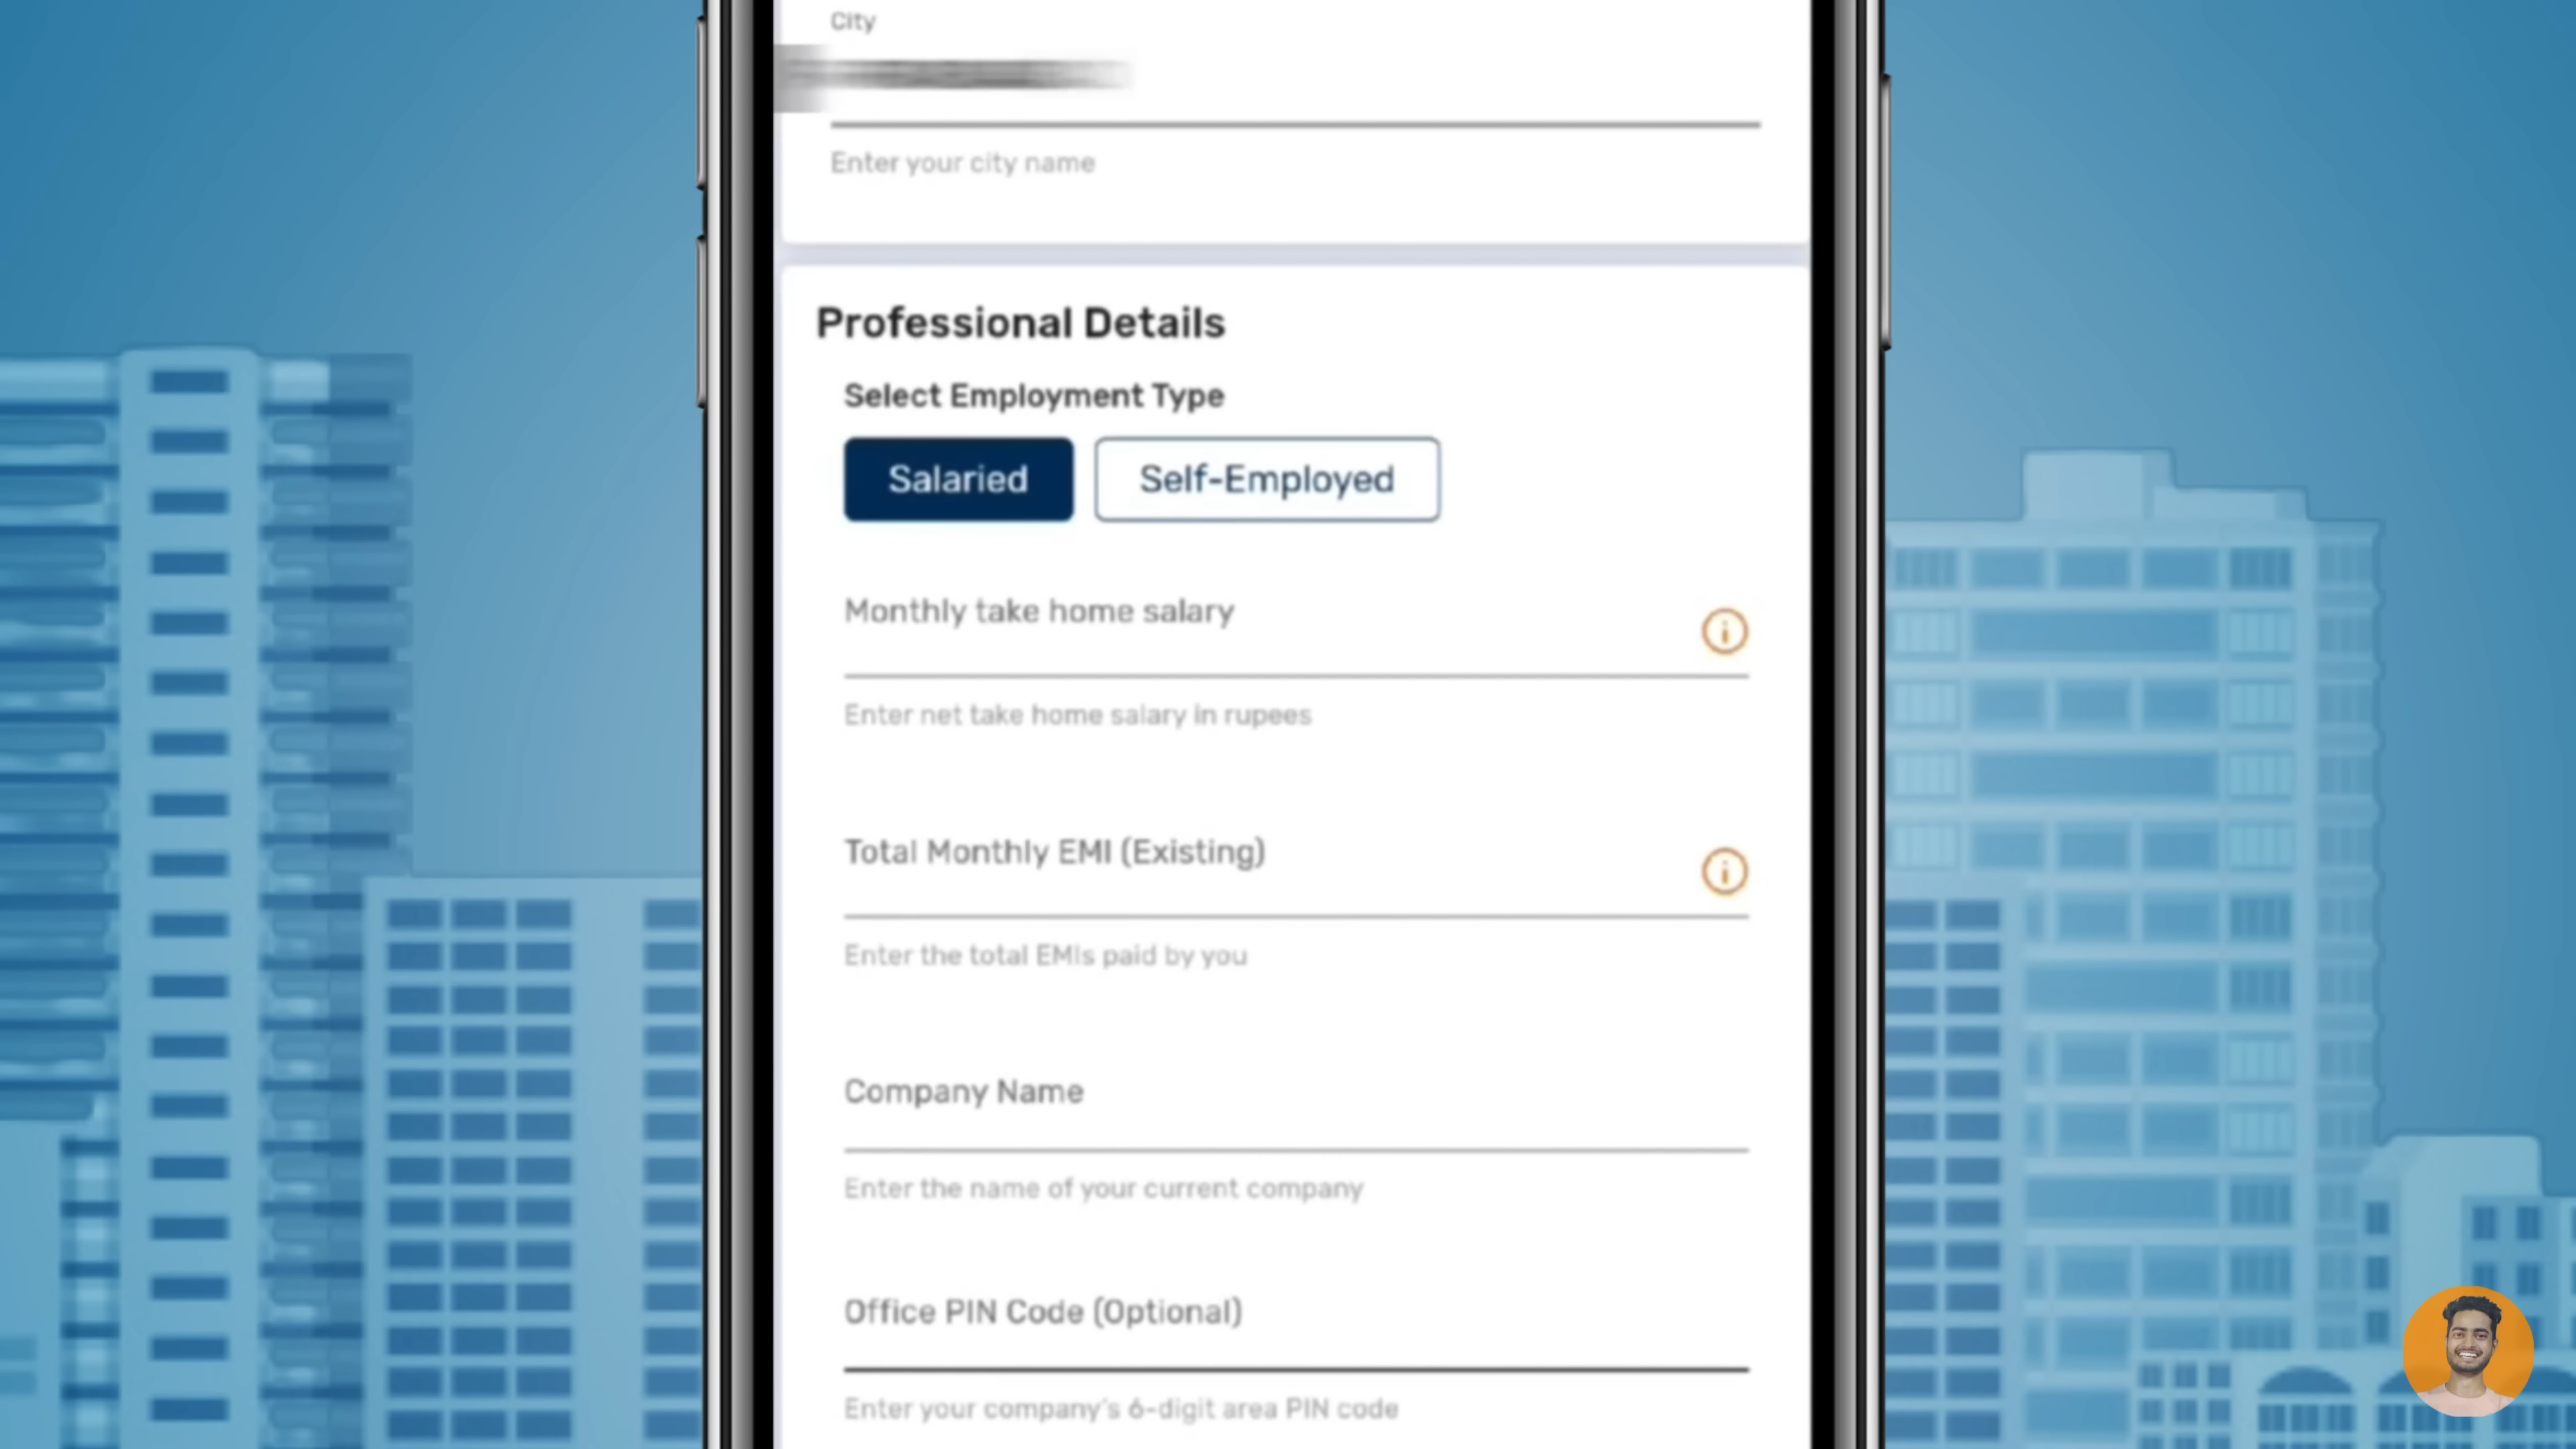 City
Enter your city name
Professional Details
Select Employment Type
Salaried Self-Employed
Monthly take home salary
Enter net take home salary in rupees
Total Monthly EMI (Existing)
Enter the total EMIs paid by you
Company Name
Enter the name of your current company
Office PIN Code (Optional)
Enter your company's 6-digit area PIN code